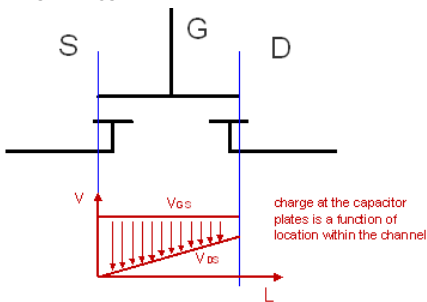 S G D
V
VGS
VDS
L
charge at the capacitor
plates is a function of
location within the channel